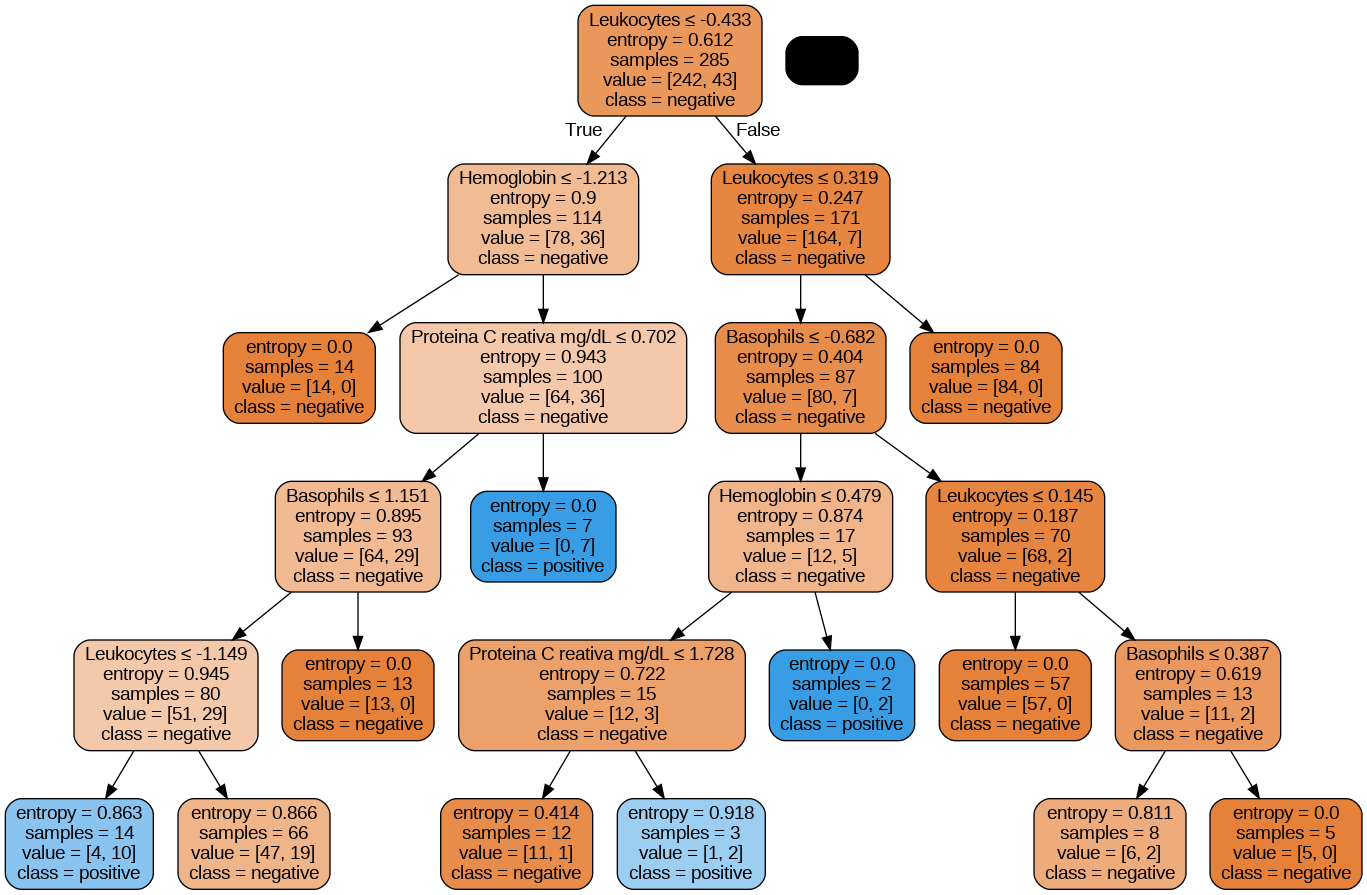 Leukocytes ≤ -0.433
entropy = 0.612
samples = 285
value = [242, 43]
class = negative
True
False
Hemoglobin ≤ -1.213
entropy = 0.9
samples = 114
value = [78, 36]
class = negative
Leukocytes ≤ 0.319
entropy = 0.247
samples = 171
value = [164, 7]
class = negative
entropy = 0.0
samples = 14
value = [14, 0]
class = negative
Proteina C reativa mg/dL ≤ 0.702
entropy = 0.943
samples = 100
value = [64, 36]
class = negative
Basophils ≤ -0.682
entropy = 0.404
samples = 87
value = [80, 7]
class = negative
entropy = 0.0
samples = 84
value = [84, 0]
class = negative
Basophils ≤ 1.151
entropy = 0.895
samples = 93
value = [64, 29]
class = negative
entropy = 0.0
samples = 7
value = [0, 7]
class = positive
Hemoglobin ≤ 0.479
entropy = 0.874
samples = 17
value = [12, 5]
class = negative
Leukocytes ≤ 0.145
entropy = 0.187
samples = 70
value = [68, 2]
class = negative
Leukocytes ≤ -1.149
entropy = 0.945
samples = 80
value = [51, 29]
class = negative
entropy = 0.0
samples = 13
value = [13, 0]
class = negative
Proteina C reativa mg/dL ≤ 1.728
entropy = 0.722
samples = 15
value = [12, 3]
class = negative
entropy = 0.0
samples = 2
value = [0, 2]
class = positive
entropy = 0.0
samples = 57
value = [57, 0]
class = negative
Basophils ≤ 0.387
entropy = 0.619
samples = 13
value = [11, 2]
class = negative
entropy = 0.863
samples = 14
value = [4, 10]
class = positive
entropy = 0.866
samples = 66
value = [47, 19]
class = negative
entropy = 0.414
samples = 12
value = [11, 1]
class = negative
entropy = 0.918
samples = 3
value = [1, 2]
class = positive
entropy = 0.811
samples = 8
value = [6, 2]
class = negative
entropy = 0.0
samples = 5
value = [5, 0]
class = negative